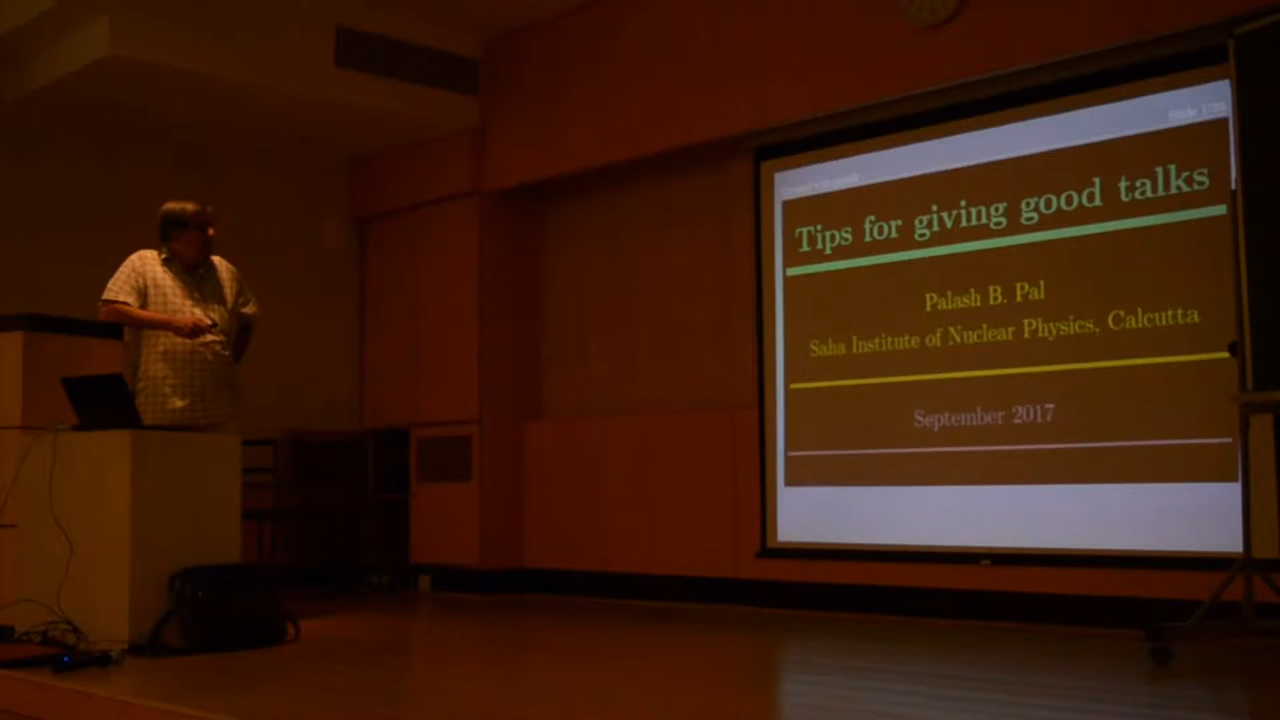 Tips for giving good talks
Palash B. Pal
Saha Institute of Nuclear Physics, Calcutta
September 2017